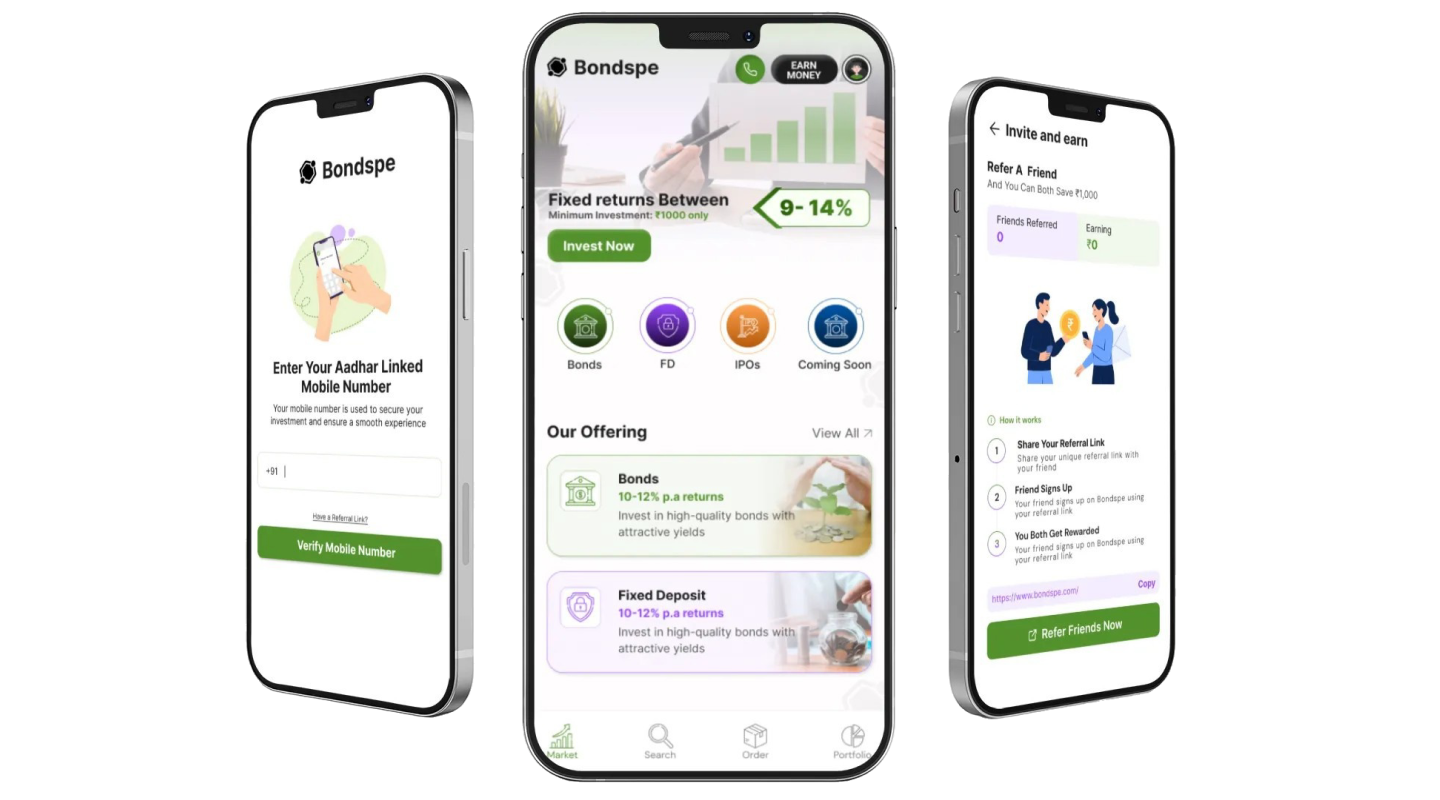 Bondspe
Enter Your Aadhar Linked
Mobile Number
Your mobile number is used to secure your
investment and ensure a smooth experience
+91
Have a Referral Link?
Verify Mobile Number
Bondspe
EARN
MONEY
Fixed returns Between
Minimum Investment: ₹1000 only
9- 14%
Invest Now
Bonds
FD
IPOs
Coming Soon
Our Offering
View All
Bonds
10-12% p.a returns
Invest in high-quality bonds with
attractive yields
Fixed Deposit
10-12% p.a returns
Invest in high-quality bonds with
attractive yields
Market
Search
Order
Portfolio
Invite and earn
Refer A Friend
And You Can Both Save ₹1,000
Friends Referred
0
Earning
₹0
₹
How it works
1
Share Your Referral Link
Share your unique referral link with
your friend
2
Friend Signs Up
Your friend signs up on Bondspe using
your referral link
3
You Both Get Rewarded
Your friend signs up on Bondspe using
your referral link
https://www.bondspe.com/
Copy
Refer Friends Now